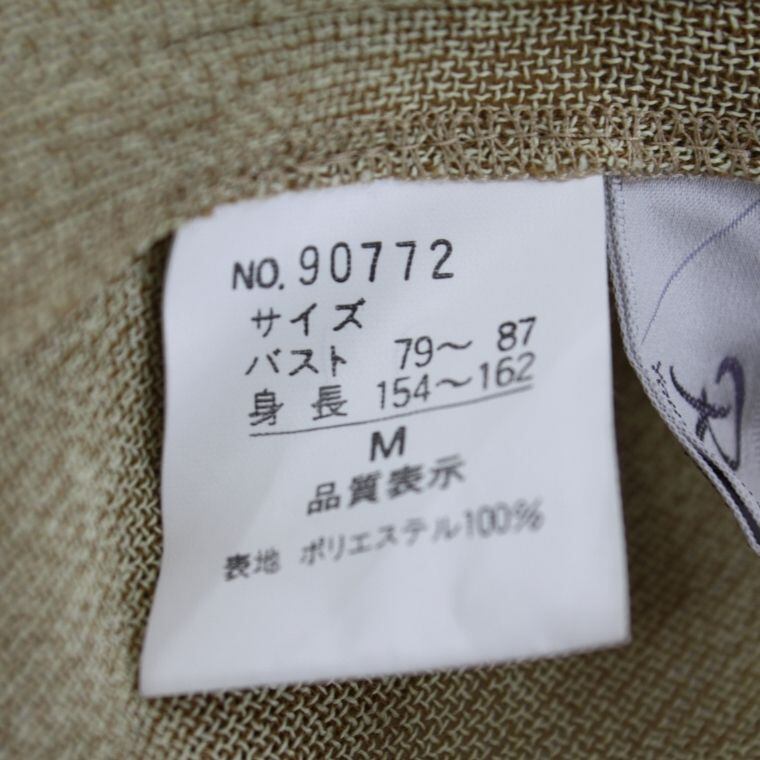 NO. 90772
サイズ
バスト 79～ 87
身長 154～162
M
品質表示
表地 ポリエステル100%